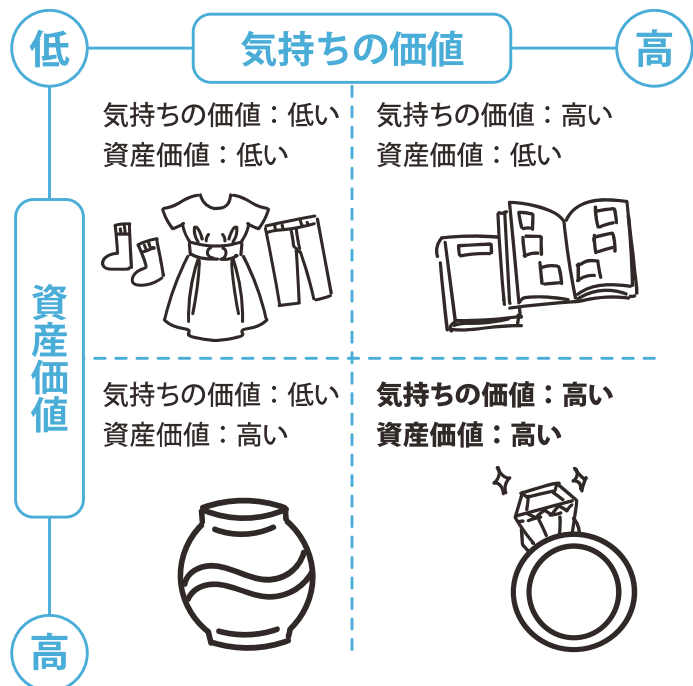 低
気持ちの価値
高
気持ちの価値：低い
資産価値：低い
気持ちの価値：高い
資産価値：低い
資産価値
気持ちの価値：低い
資産価値：高い
気持ちの価値：高い
資産価値：高い
高